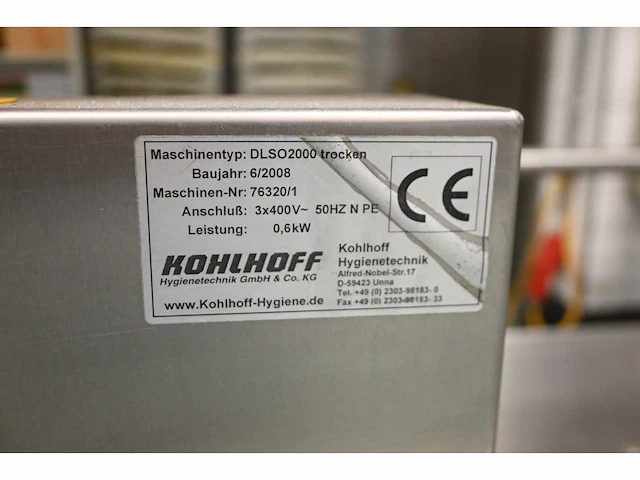 Maschinentyp: DLSO2000 trocken
Baujahr: 6/2008
Maschinen-Nr: 76320/1
Anschluß: 3x400V~ 50HZ N PE
Leistung: 0,6kW
CE
KOHLHOFF
Hygienetechnik GmbH & Co. KG
www.Kohlhoff-Hygiene.de
Kohlhoff
Hygienetechnik
Alfred-Nobel-Str.17
D-59423 Unna
Tel. +49 (0) 2303-98183- 0
Fax +49 (0) 2303-98183- 33